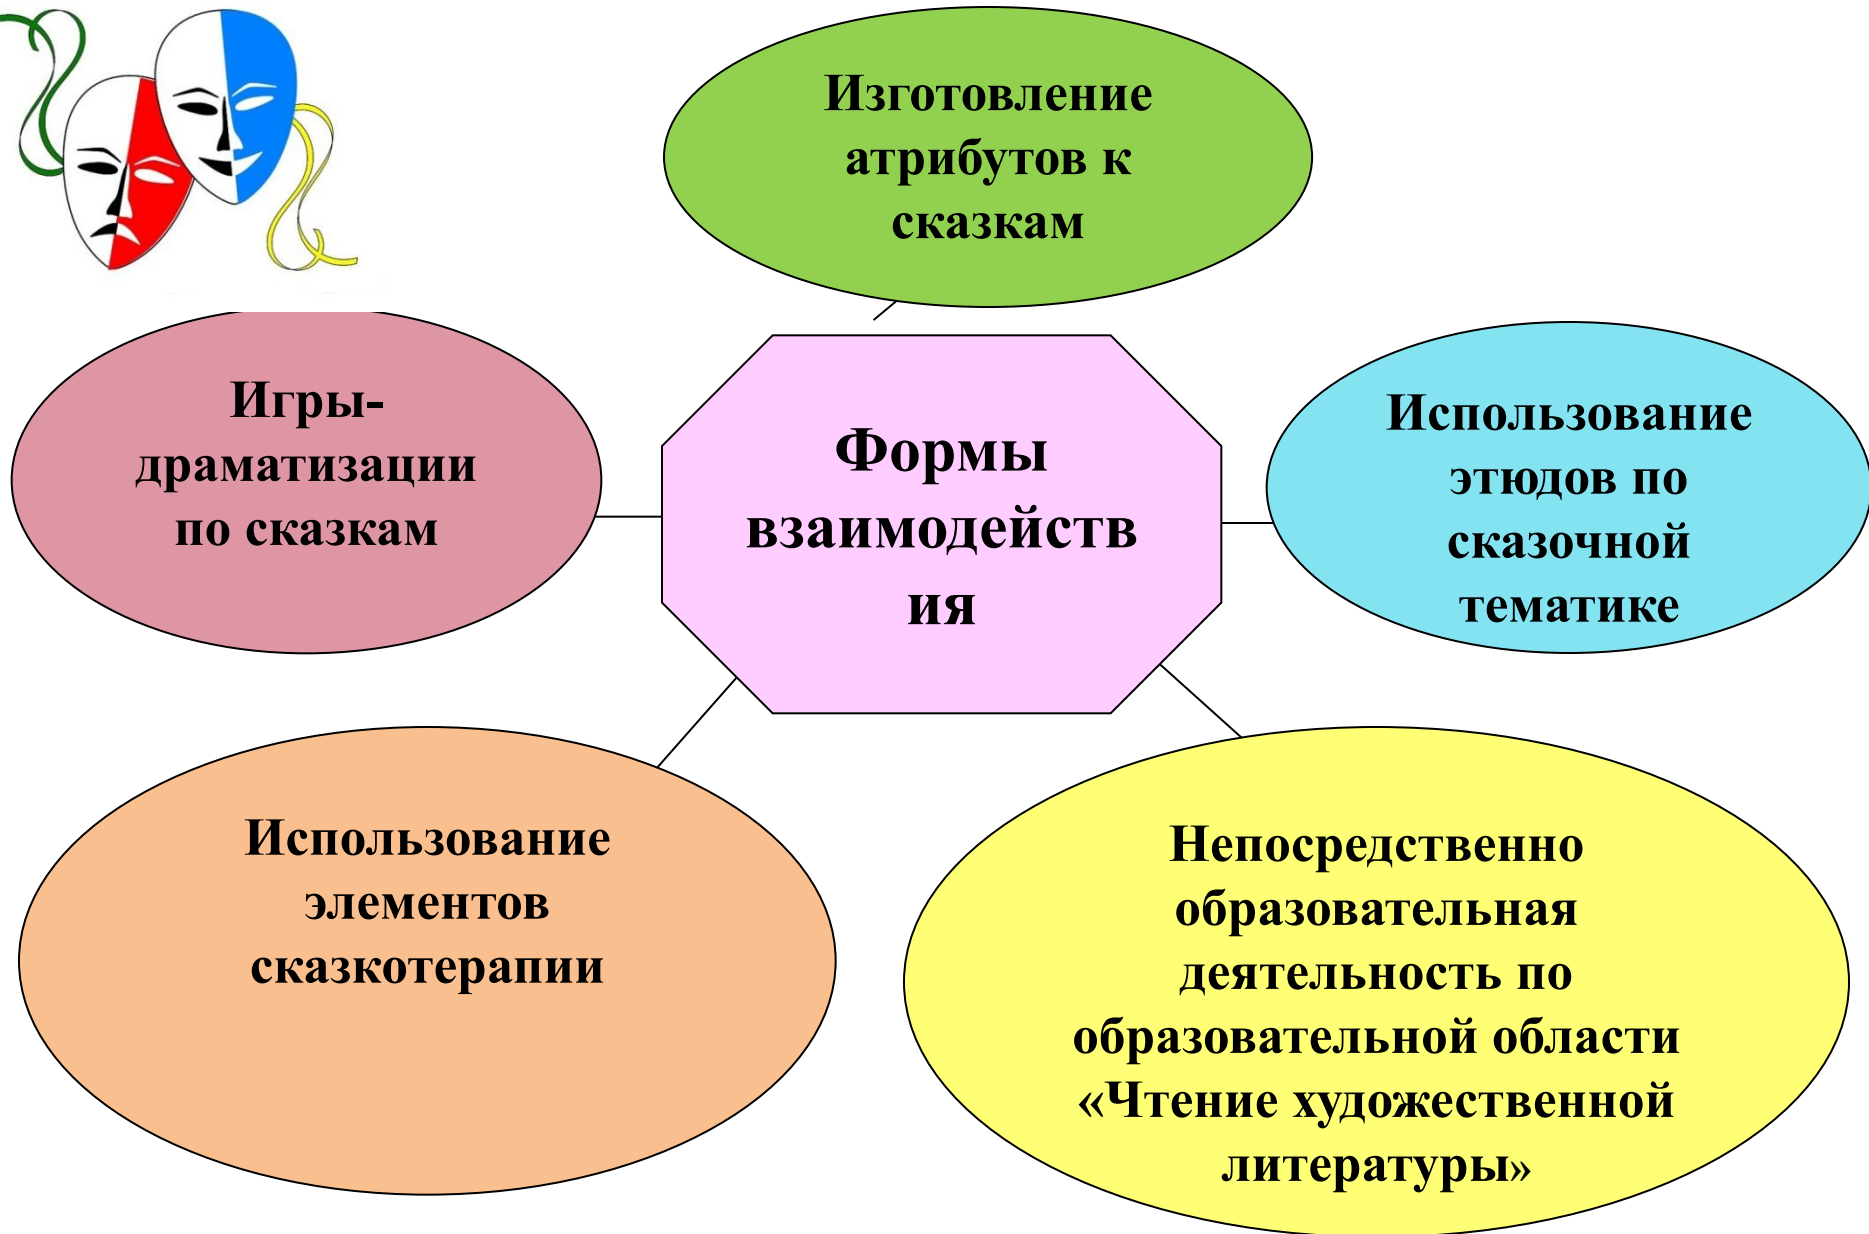 Изготовление
атрибутов к
сказкам
Игры-
драматизации
по сказкам
Формы
взаимодейств
ия
Использование
этюдов по
сказочной
тематике
Использование
элементов
сказкотерапии
Непосредственно
образовательная
деятельность по
образовательной области
«Чтение художественной
литературы»